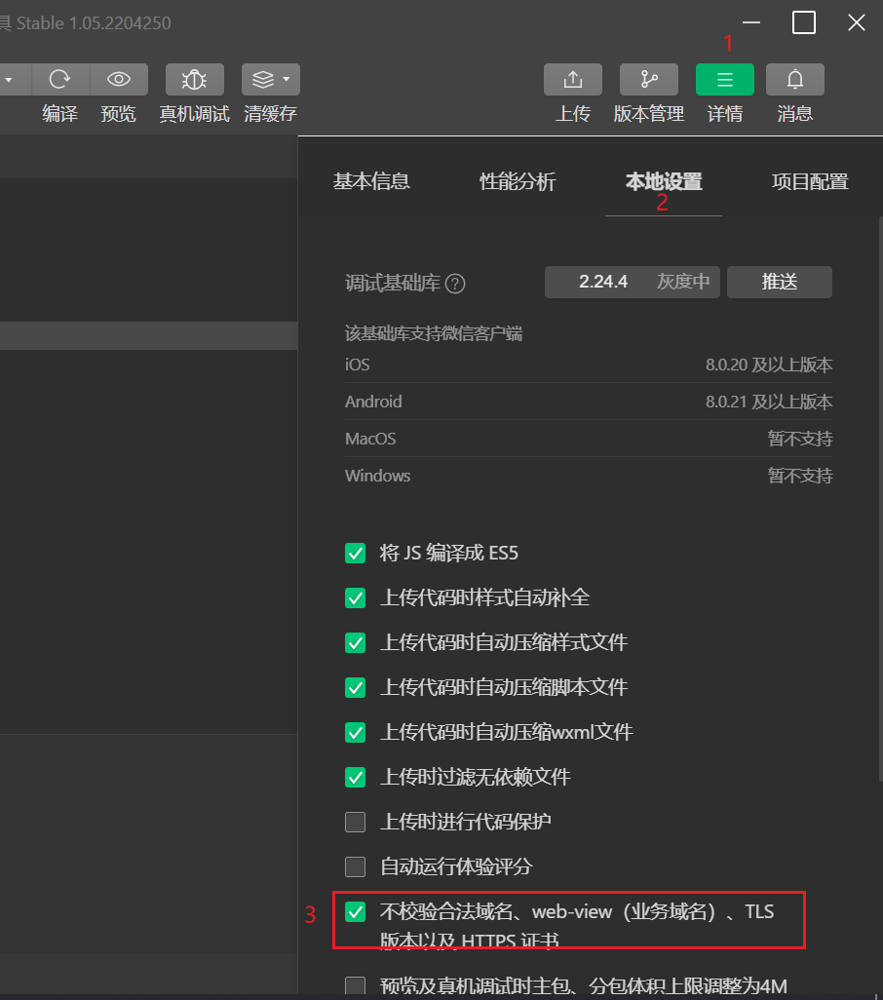 具 Stable 1.05.2204250
1
编译 预览 真机调试 清缓存 上传 版本管理 详情 消息
基本信息 性能分析 本地设置 项目配置
2
调试基础库 ? 2.24.4 灰度中 推送
该基础库支持微信客户端
iOS 8.0.20 及以上版本
Android 8.0.21 及以上版本
MacOS 暂不支持
Windows 暂不支持
将 JS 编译成 ES5
上传代码时样式自动补全
上传代码时自动压缩样式文件
上传代码时自动压缩脚本文件
上传代码时自动压缩wxml文件
上传时过滤无依赖文件
上传时进行代码保护
自动运行体验评分
3 不校验合法域名、web-view（业务域名）、TLS
版本以及 HTTPS 证书
预览及真机调试时主包、分包体积上限调整为4M